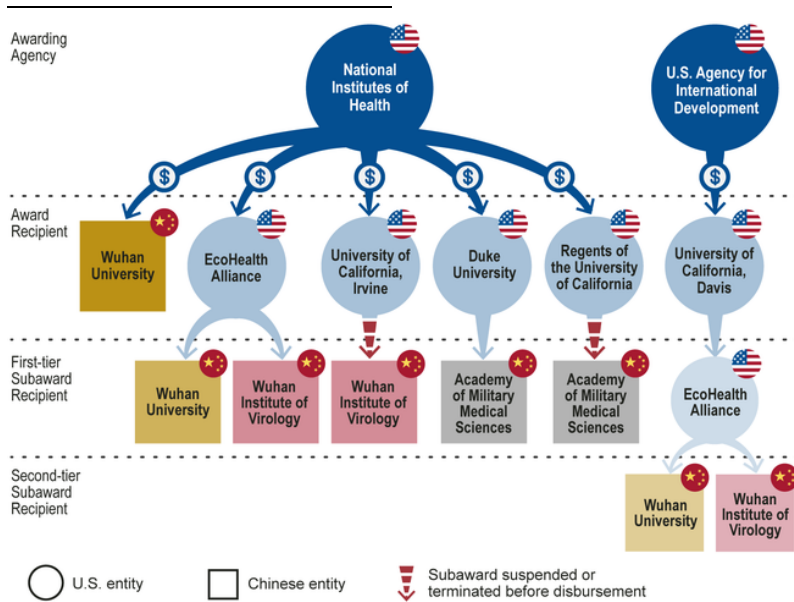 Awarding
Agency
National
Institutes of
Health
U.S. Agency for
International
Development
$
$
$
$
$
$
Award
Recipient
Wuhan
University
EcoHealth
Alliance
University of
California,
Irvine
Duke
University
Regents of
the University
of California
University of
California,
Davis
First-tier
Subaward
Recipient
Wuhan
University
Wuhan
Institute of
Virology
Wuhan
Institute of
Virology
Academy
of Military
Medical
Sciences
Academy
of Military
Medical
Sciences
EcoHealth
Alliance
Second-tier
Subaward
Recipient
Wuhan
University
Wuhan
Institute of
Virology
U.S. entity
Chinese entity
Subaward suspended or
terminated before disbursement